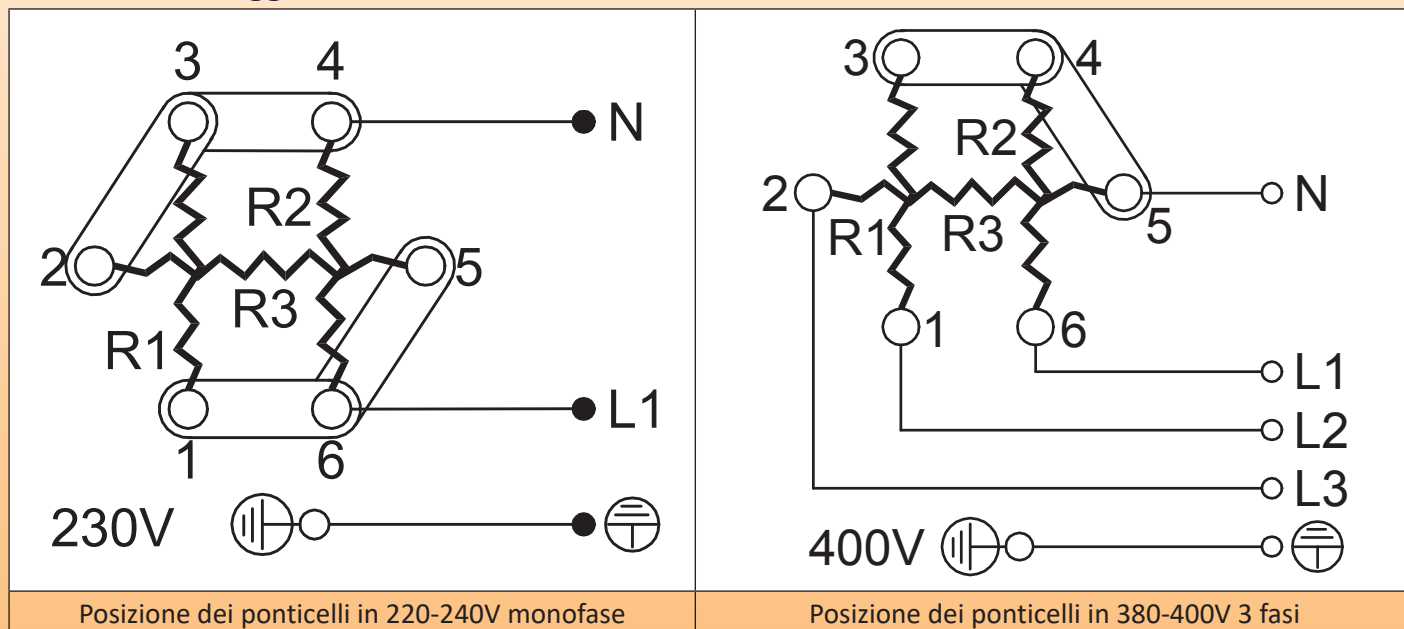 3 4
N
R2
2 5
R3
R1
L1
1 6
230V
Posizione dei ponticelli in 220-240V monofase
3 4
R2
2 N
R1 R3 5
1 6
L1
L2
L3
400V
Posizione dei ponticelli in 380-400V 3 fasi